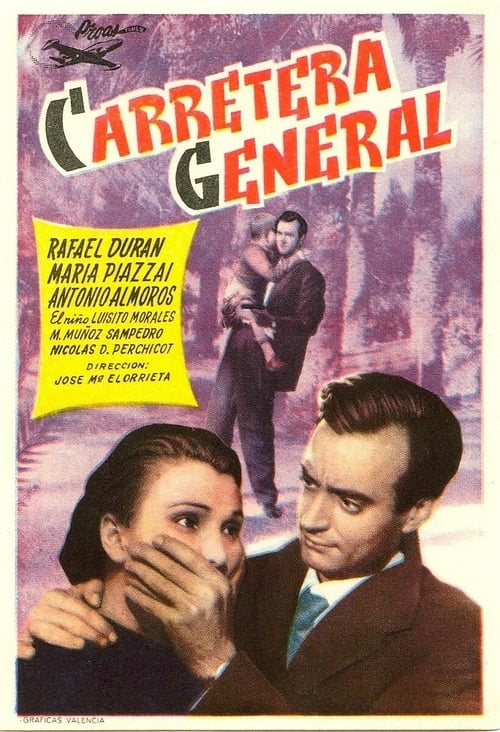 Proas
CARRETERA
GENERAL
RAFAEL DURAN
MARIA PIAZZAI
ANTONIO ALMOROS
El niño LUISITO MORALES
M. MUÑOZ SAMPEDRO
NICOLAS D. PERCHICOT
DIRECCION:
JOSE Mª ELORRIETA
-GRAFICAS VALENCIA